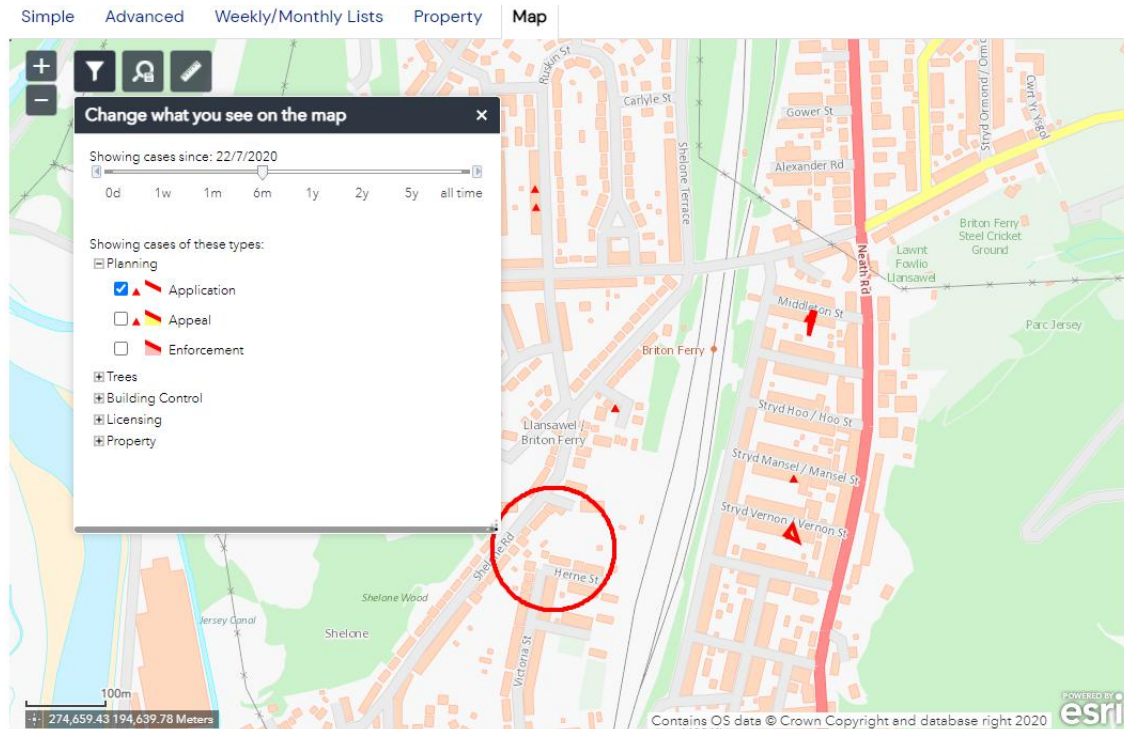 Simple Advanced Weekly/Monthly Lists Property Map
+
−
Change what you see on the map ×
Showing cases since: 22/7/2020
0d 1w 1m 6m 1y 2y 5y all time
Showing cases of these types:
Planning
Application
Appeal
Enforcement
Trees
Building Control
Licensing
Property
Ruskin St
Carlyle St
Shelone Terrace
Gower St
Alexander Rd
Stryd Ormond / Orm
Cwrt Yr Ysgol
Briton Ferry
Steel Cricket
Ground
Lawnt
Fowlio
Llansawel
Neath Rd
Middleton St
Parc Jersey
Briton Ferry
Stryd Hoo / Hoo St
Llansawel /
Briton Ferry
Stryd Mansel / Mansel St
Stryd Vernon / Vernon St
Shelone Rd
Herne St
Shelone Wood
Jersey Canal
Shelone
Victoria St
100m
274,659.43 194,639.78 Meters
Contains OS data © Crown Copyright and database right 2020
POWERED BY
esri